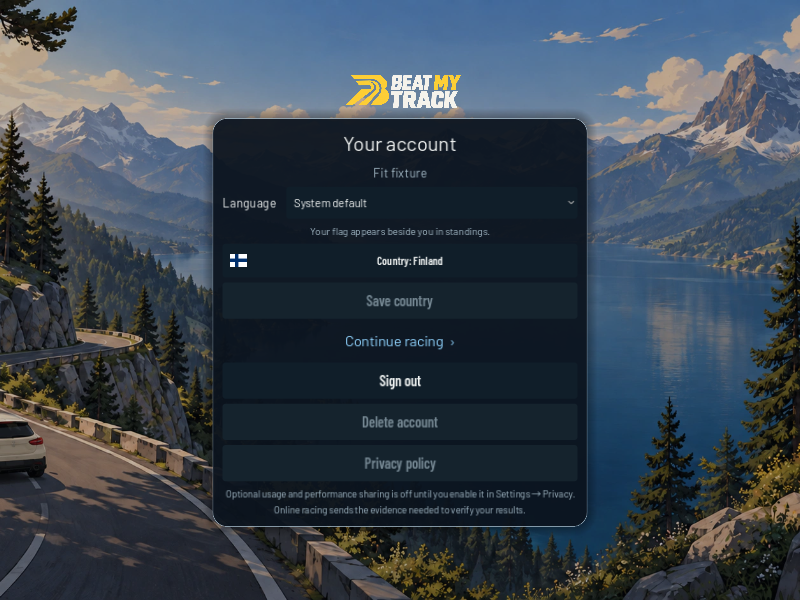 BEAT MY
TRACK
Your account
Fit fixture
Language System default
Your flag appears beside you in standings.
Country: Finland
Save country
Continue racing ›
Sign out
Delete account
Privacy policy
Optional usage and performance sharing is off until you enable it in Settings → Privacy.
Online racing sends the evidence needed to verify your results.